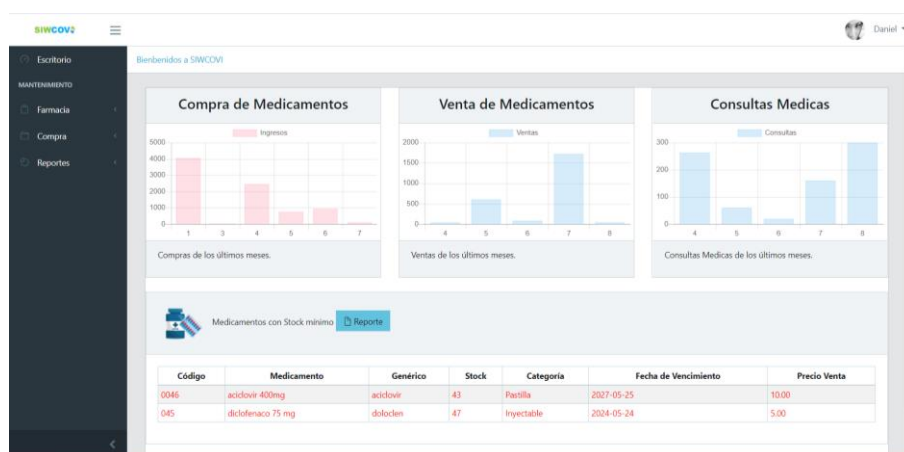 SIWCOVI
Daniel
Escritorio
Bienbenidos a SIWCOVI
MANTENIMIENTO
Farmacia
Compra
Reportes
Compra de Medicamentos
Ingresos
5000
4000
3000
2000
1000
0
1 3 4 5 6 7
Compras de los últimos meses.
Venta de Medicamentos
Ventas
2000
1500
1000
500
0
4 5 6 7 8
Ventas de los últimos meses.
Consultas Medicas
Consultas
300
200
100
0
4 5 6 7 8
Consultas Medicas de los últimos meses.
Medicamentos con Stock mínimo Reporte
Código Medicamento Genérico Stock Categoría Fecha de Vencimiento Precio Venta
0046 aciclovir 400mg aciclovir 43 Pastilla 2027-05-25 10.00
045 diclofenaco 75 mg doloclen 47 Inyectable 2024-05-24 5.00